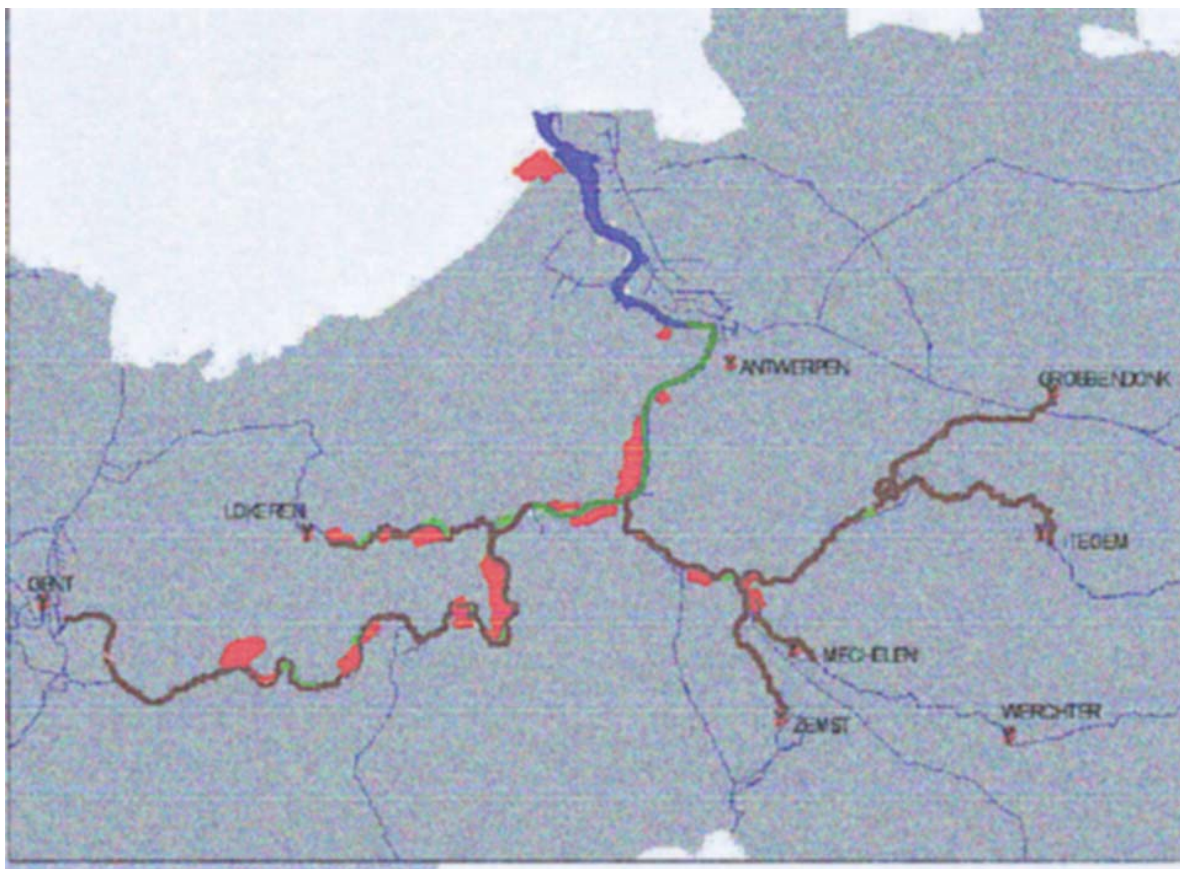 ANTWERPEN
GROBBENDONK
LOKEREN
ITEGEM
GENT
MECHELEN
WERCHTER
ZEMST